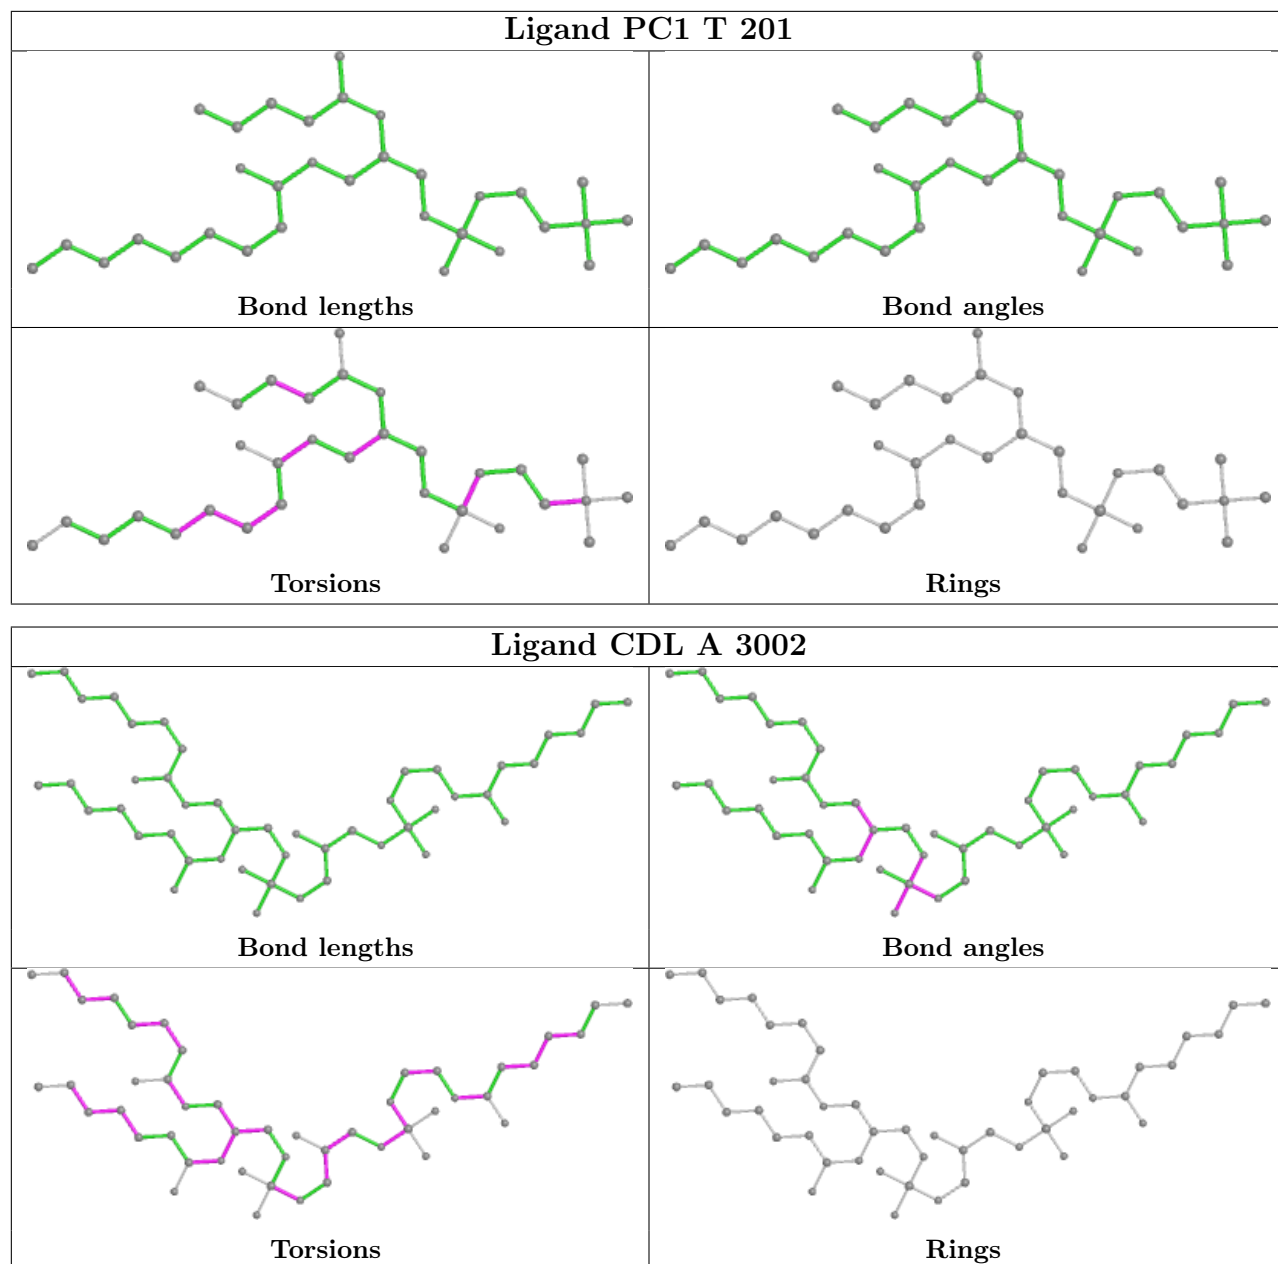 Ligand PC1 T 201
Bond lengths
Bond angles
Torsions
Rings
Ligand CDL A 3002
Bond lengths
Bond angles
Torsions
Rings